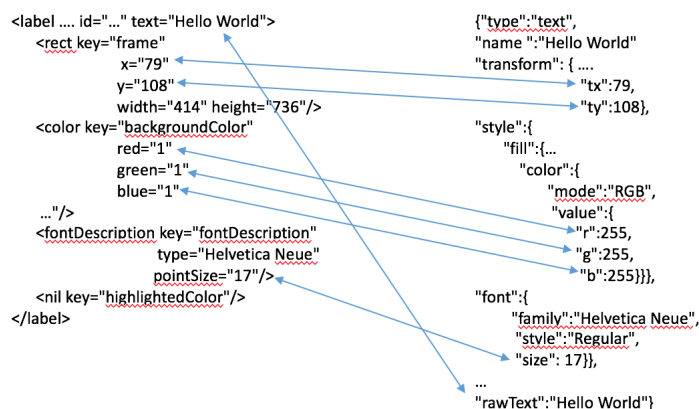 <label .... id="..." text="Hello World">
<rect key="frame"
x="79"
y="108"
width="414" height="736"/>
<color key="backgroundColor"
red="1"
green="1"
blue="1"
..."/>
<fontDescription key="fontDescription"
type="Helvetica Neue"
pointSize="17"/>
<nil key="highlightedColor"/>
</label>
{"type":"text",
"name ":"Hello World"
"transform": { ....
"tx":79,
"ty":108},
"style":{
"fill":{...
"color":{
"mode":"RGB",
"value":{
"r":255,
"g":255,
"b":255}}},
"font":{
"family":"Helvetica Neue",
"style":"Regular",
"size": 17}},
...
"rawText":"Hello World"}